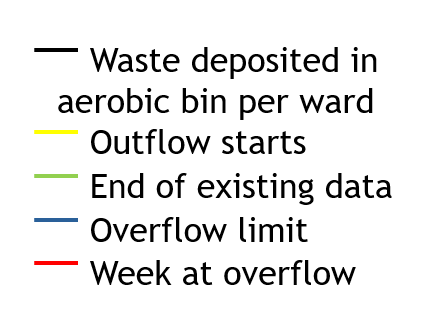 Waste deposited in
aerobic bin per ward
Outflow starts
End of existing data
Overflow limit
Week at overflow